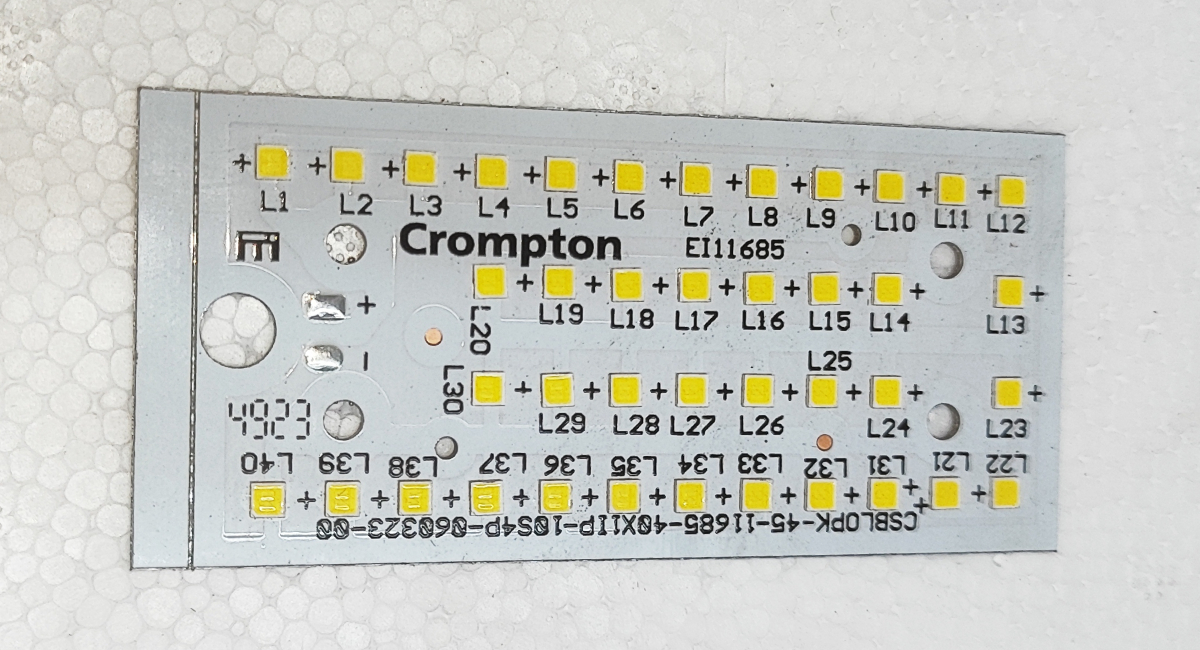 + + + + + + + + + + + +
L1 L2 L3 L4 L5 L6 L7 L8 L9 L10 L11 L12
Crompton EI11685
+ + + + + + + +
L20 L19 L18 L17 L16 L15 L14 L13
+
−
L25
+ + + + + + + +
L30 L29 L28 L27 L26 L24 L23
L40 L39 L38 L37 L36 L35 L34 L33 L32 L31 L21 L22
+ + + + + + + + + + + +
CSBLOPK-45-11685-40X1IP-10S4P-060323-00